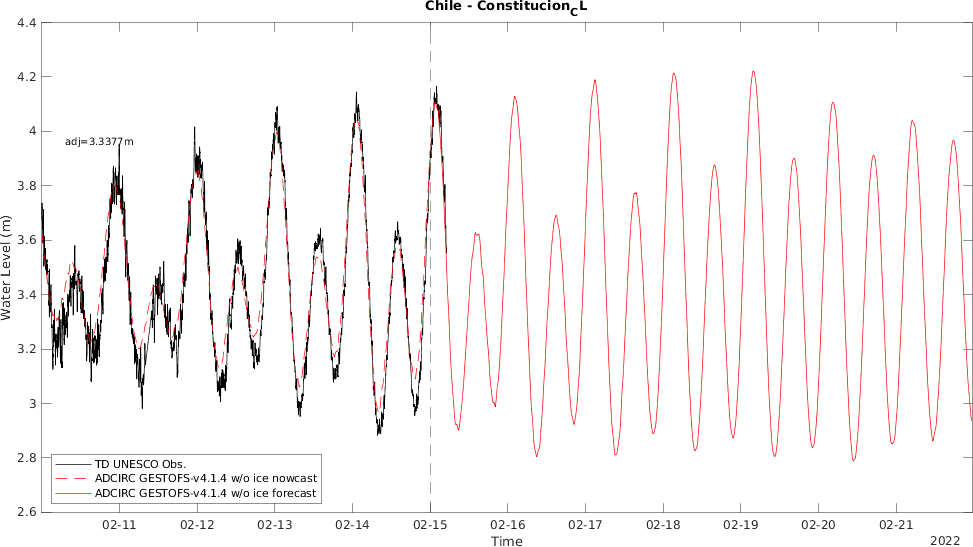 Chile - Constitucion_CL
4.4
4.2
4
3.8
3.6
3.4
3.2
3
2.8
2.6
Water Level (m)
adj=3.3377m
TD UNESCO Obs.
ADCIRC GESTOFS-v4.1.4 w/o ice nowcast
ADCIRC GESTOFS-v4.1.4 w/o ice forecast
02-11 02-12 02-13 02-14 02-15 02-16 02-17 02-18 02-19 02-20 02-21
Time
2022